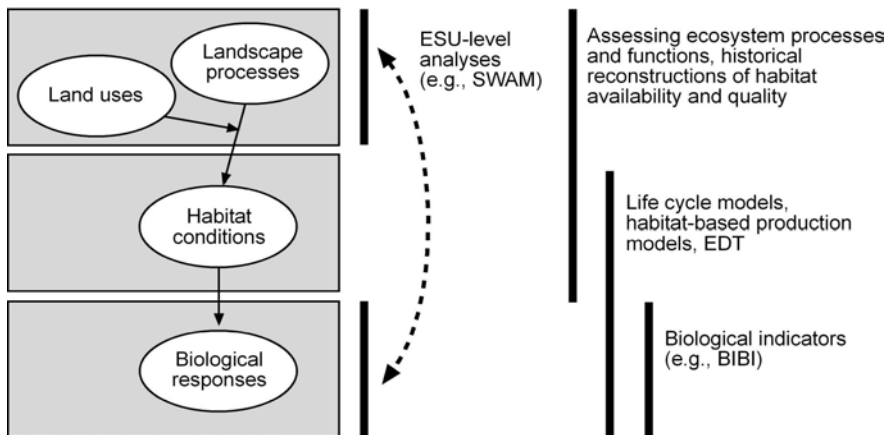 Landscape
processes
Land uses
Habitat
conditions
Biological
responses
ESU-level
analyses
(e.g., SWAM)
Assessing ecosystem processes
and functions, historical
reconstructions of habitat
availability and quality
Life cycle models,
habitat-based production
models, EDT
Biological indicators
(e.g., BIBI)